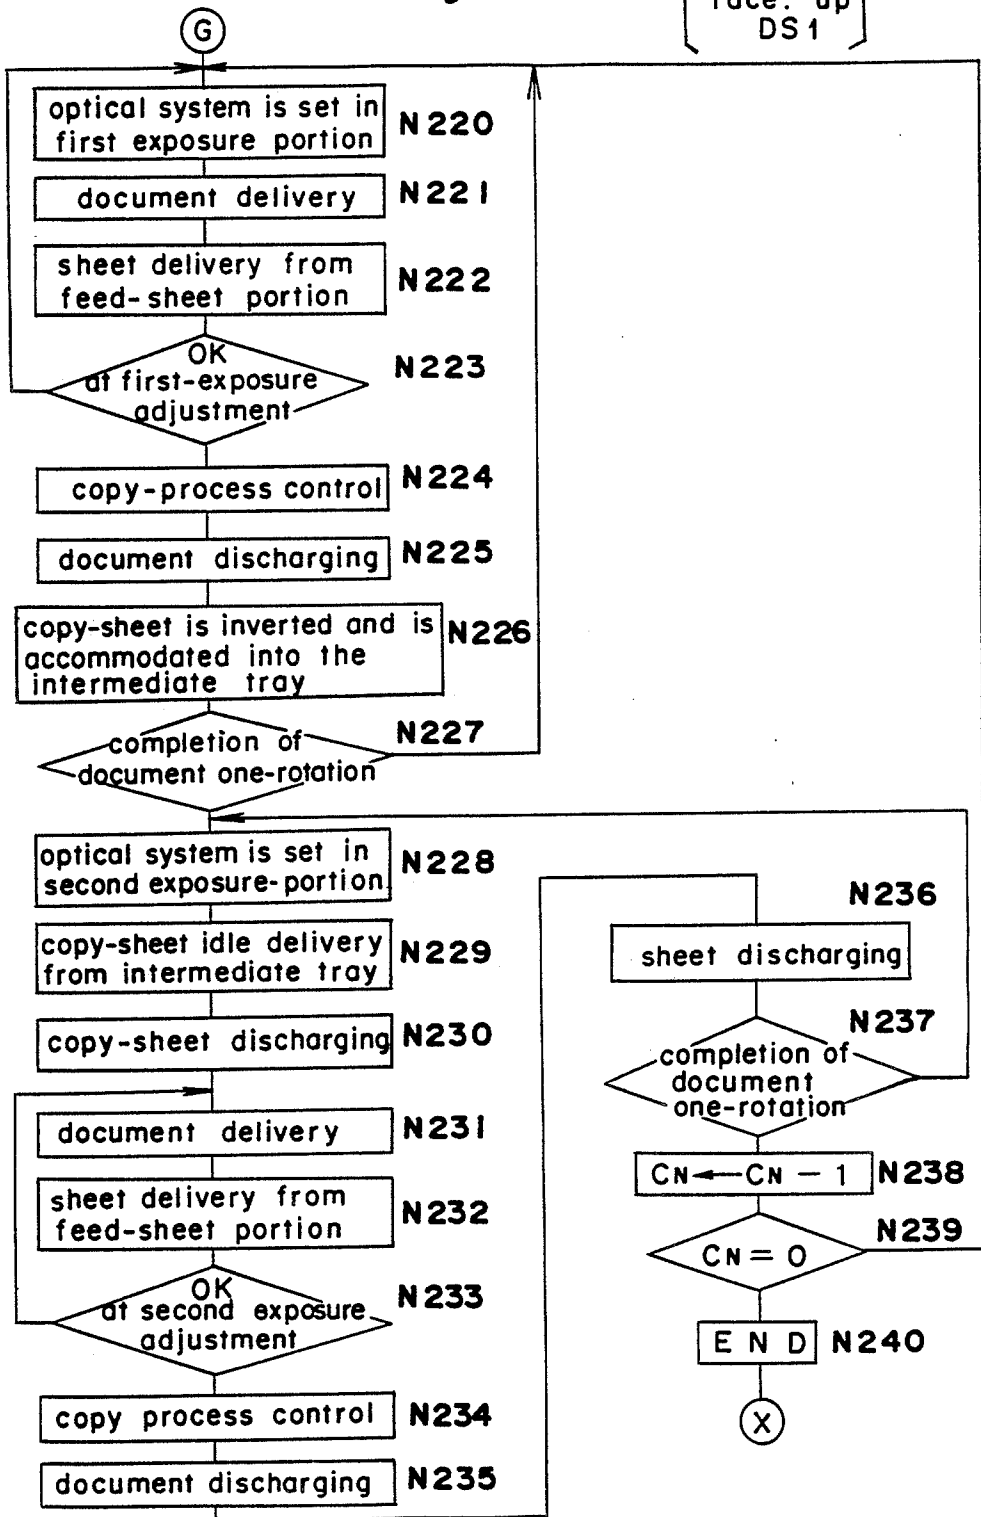 face: up
DS1
G
optical system is set in
first exposure portion
N220
document delivery
N221
sheet delivery from
feed-sheet portion
N222
OK
at first-exposure
adjustment
N223
copy-process control
N224
document discharging
N225
copy-sheet is inverted and is
accommodated into the
intermediate tray
N226
completion of
document one-rotation
N227
optical system is set in
second exposure-portion
N228
copy-sheet idle delivery
from intermediate tray
N229
copy-sheet discharging
N230
document delivery
N231
sheet delivery from
feed-sheet portion
N232
OK
at second exposure
adjustment
N233
copy process control
N234
document discharging
N235
N236
sheet discharging
N237
completion of
document
one-rotation
CN ← CN − 1
N238
CN = 0
N239
END
N240
X